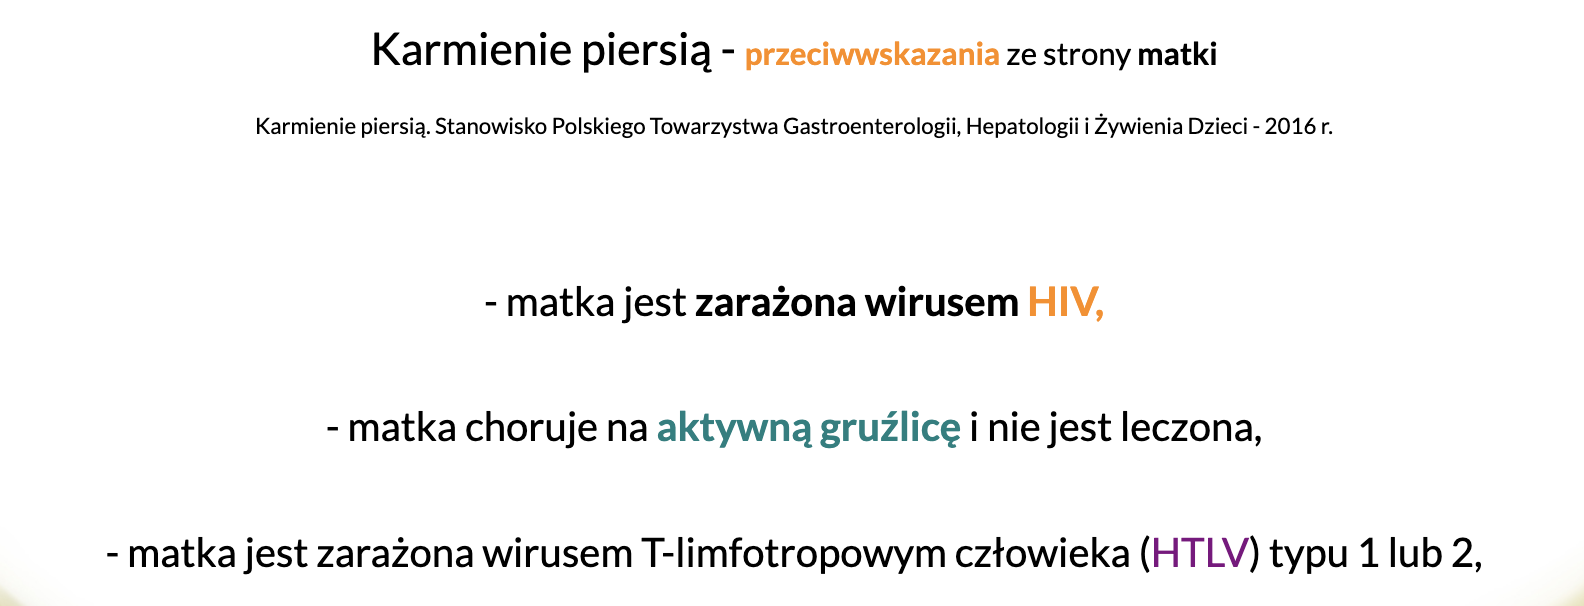 Karmienie piersią - przeciwwskazania ze strony matki
Karmienie piersią. Stanowisko Polskiego Towarzystwa Gastroenterologii, Hepatologii i Żywienia Dzieci - 2016 r.
- matka jest zarażona wirusem HIV,
- matka choruje na aktywną gruźlicę i nie jest leczona,
- matka jest zarażona wirusem T-limfotropowym człowieka (HTLV) typu 1 lub 2,